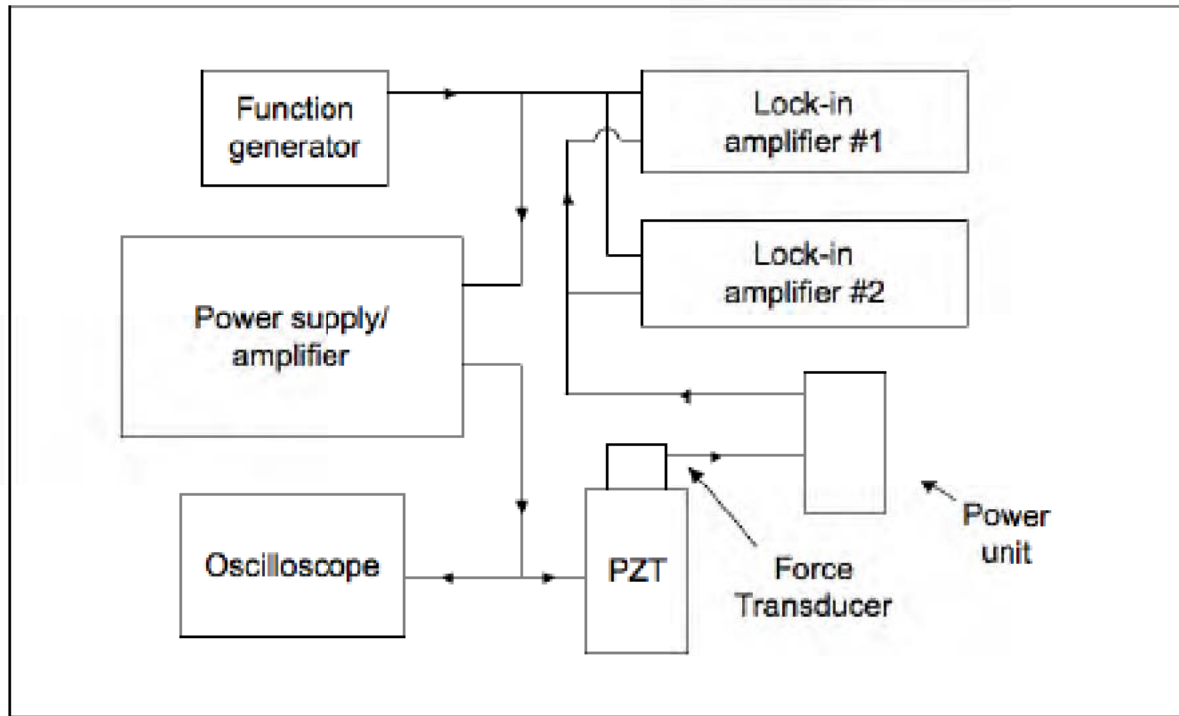 Function
generator
Lock-in
amplifier #1
Lock-in
amplifier #2
Power supply/
amplifier
Oscilloscope
PZT
Force
Transducer
Power
unit